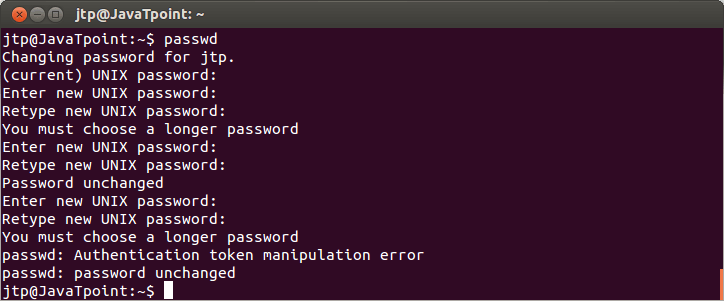 jtp@JavaTpoint: ~
jtp@JavaTpoint:~$ passwd
Changing password for jtp.
(current) UNIX password:
Enter new UNIX password:
Retype new UNIX password:
You must choose a longer password
Enter new UNIX password:
Retype new UNIX password:
Password unchanged
Enter new UNIX password:
Retype new UNIX password:
You must choose a longer password
passwd: Authentication token manipulation error
passwd: password unchanged
jtp@JavaTpoint:~$